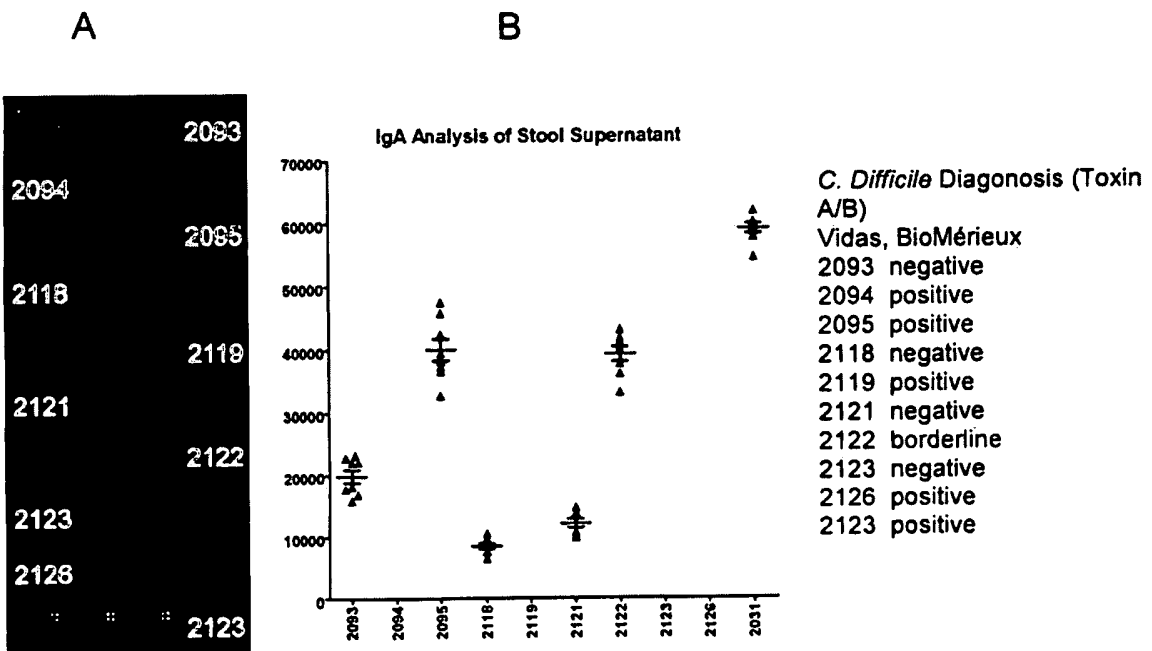 A
B
2093
2094
2095
2118
2119
2121
2122
2123
2126
2123
IgA Analysis of Stool Supernatant
70000
60000
50000
40000
30000
20000
10000
0
2093
2094
2095
2118
2119
2121
2122
2123
2126
2031
C. Difficile Diagonosis (Toxin
A/B)
Vidas, BioMérieux
2093 negative
2094 positive
2095 positive
2118 negative
2119 positive
2121 negative
2122 borderline
2123 negative
2126 positive
2123 positive